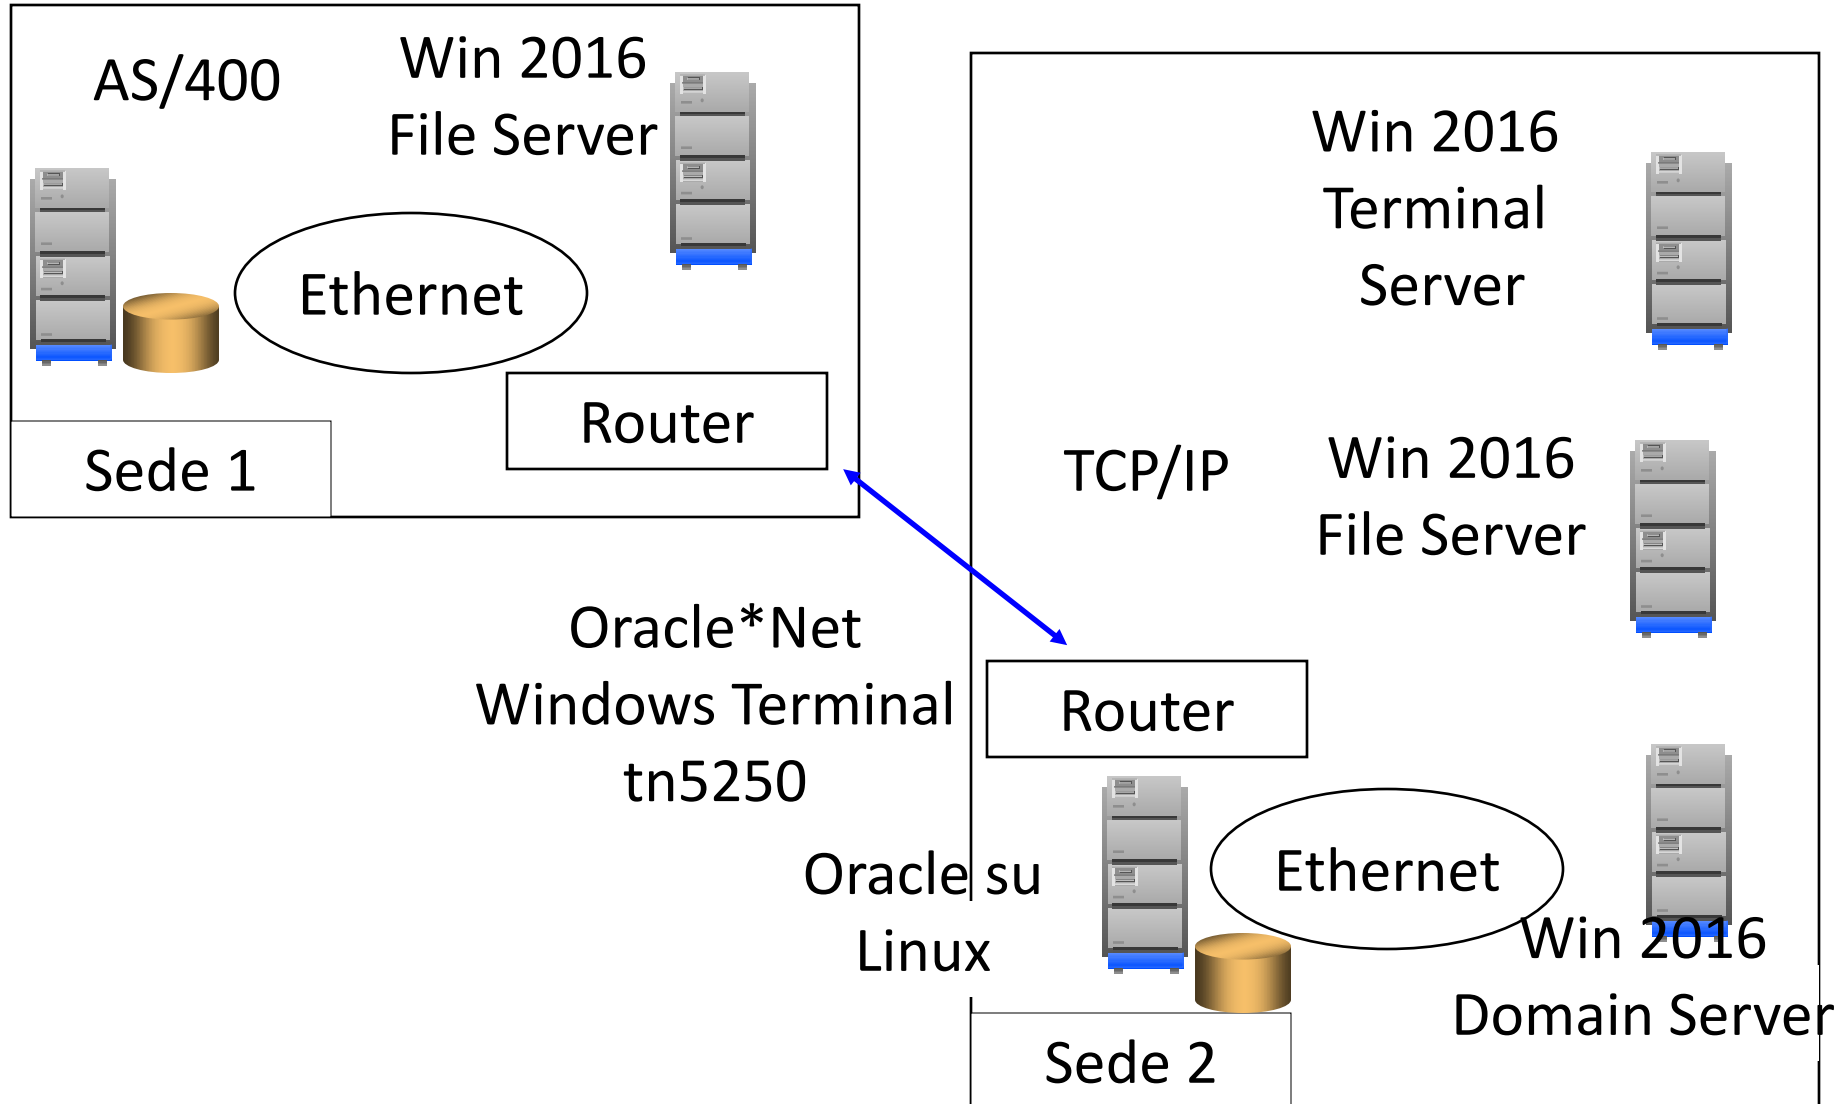 AS/400
Win 2016
File Server
Ethernet
Router
Sede 1
Win 2016
Terminal
Server
TCP/IP
Win 2016
File Server
Oracle*Net
Windows Terminal
tn5250
Router
Oracle su
Linux
Ethernet
Win 2016
Domain Server
Sede 2